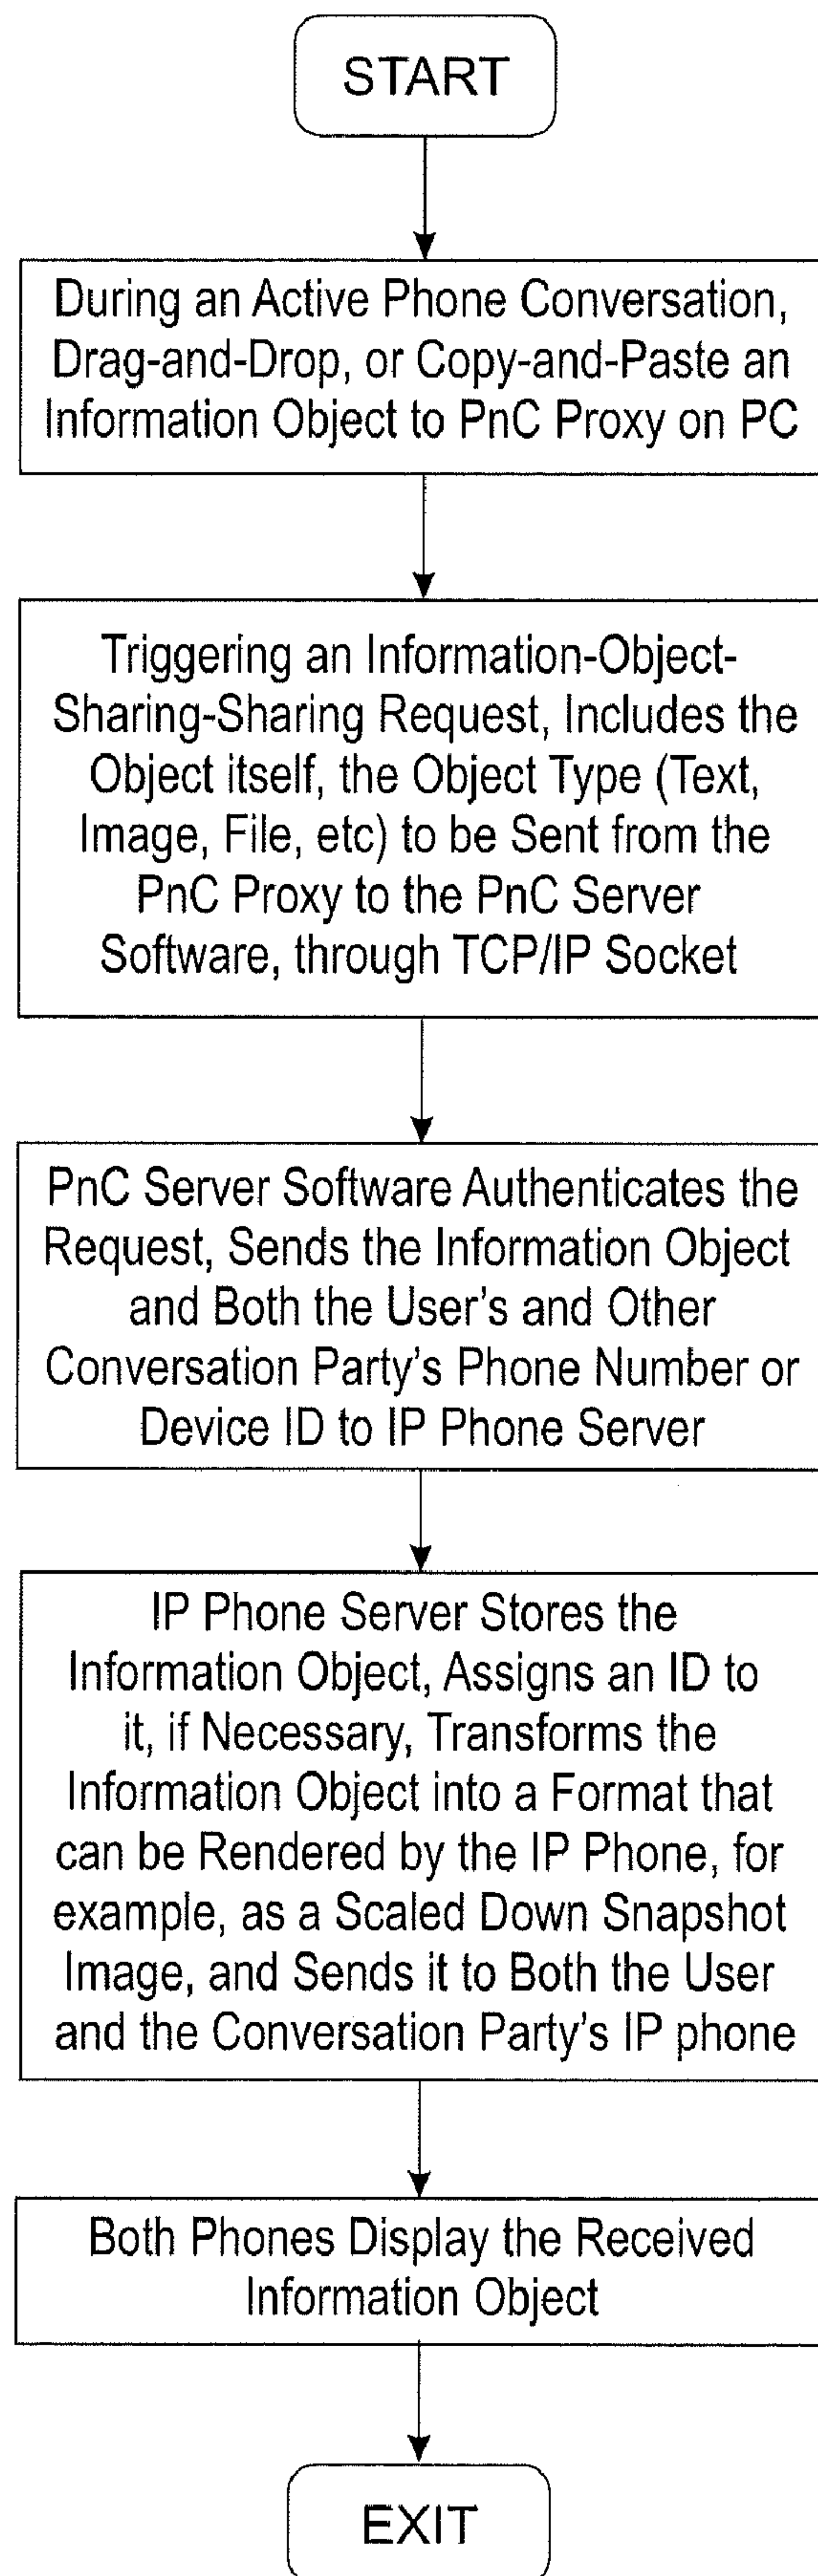 START
During an Active Phone Conversation,
Drag-and-Drop, or Copy-and-Paste an
Information Object to PnC Proxy on PC
Triggering an Information-Object-
Sharing-Sharing Request, Includes the
Object itself, the Object Type (Text,
Image, File, etc) to be Sent from the
PnC Proxy to the PnC Server
Software, through TCP/IP Socket
PnC Server Software Authenticates the
Request, Sends the Information Object
and Both the User's and Other
Conversation Party's Phone Number or
Device ID to IP Phone Server
IP Phone Server Stores the
Information Object, Assigns an ID to
it, if Necessary, Transforms the
Information Object into a Format that
can be Rendered by the IP Phone, for
example, as a Scaled Down Snapshot
Image, and Sends it to Both the User
and the Conversation Party's IP phone
Both Phones Display the Received
Information Object
EXIT